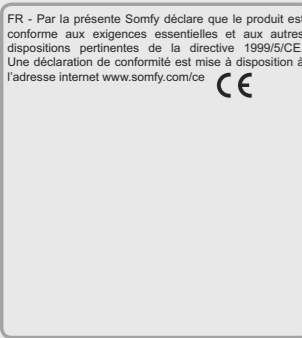 FR - Par la présente Somfy déclare que le produit est
conforme aux exigences essentielles et aux autres
dispositions pertinentes de la directive 1999/5/CE.
Une déclaration de conformité est mise à disposition à
l'adresse internet www.somfy.com/ce
CE